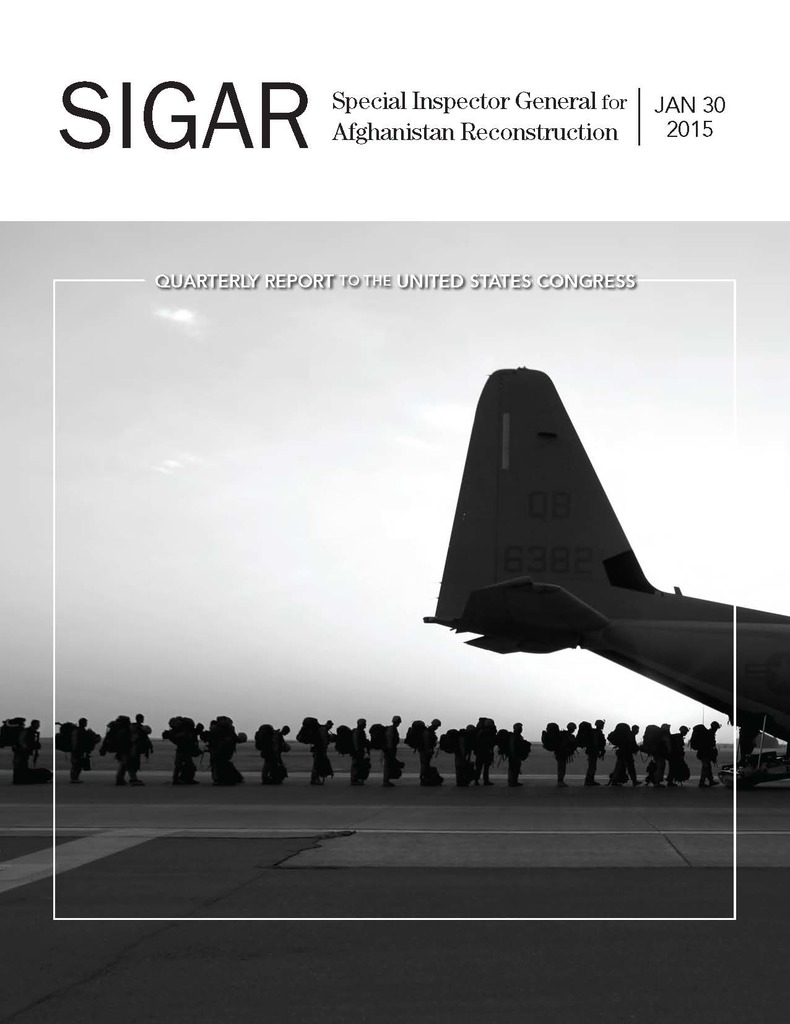 SIGAR
Special Inspector General for
Afghanistan Reconstruction
JAN 30
2015
QUARTERLY REPORT TO THE UNITED STATES CONGRESS
QB
6382